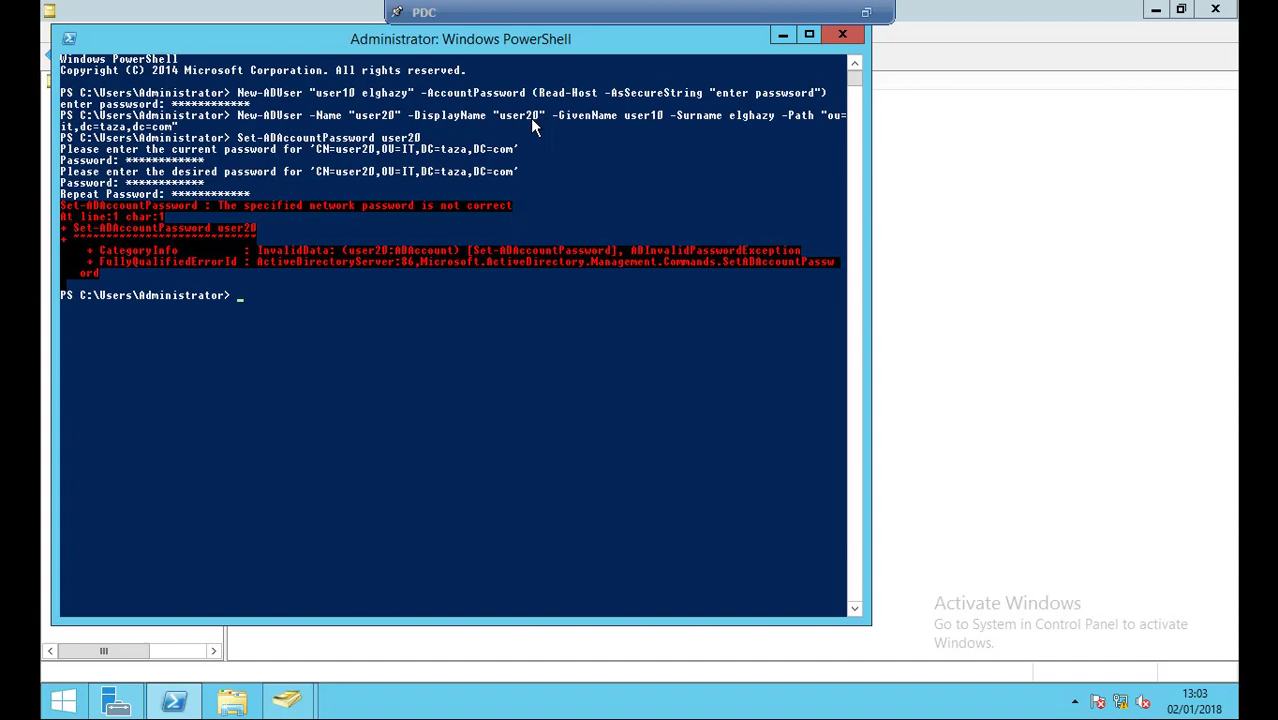 PDC
Administrator: Windows PowerShell
Windows PowerShell
Copyright (C) 2014 Microsoft Corporation. All rights reserved.
PS C:\Users\Administrator> New-ADUser "user10 elghazy" -AccountPassword (Read-Host -AsSecureString "enter passwsord")
enter passwsord: ************
PS C:\Users\Administrator> New-ADUser -Name "user20" -DisplayName "user20" -GivenName user10 -Surname elghazy -Path "ou=
it,dc=taza,dc=com"
PS C:\Users\Administrator> Set-ADAccountPassword user20
Please enter the current password for 'CN=user20,OU=IT,DC=taza,DC=com'
Password: ************
Please enter the desired password for 'CN=user20,OU=IT,DC=taza,DC=com'
Password: ************
Repeat Password: ************
Set-ADAccountPassword : The specified network password is not correct
At line:1 char:1
+ Set-ADAccountPassword user20
+ ~~~~~~~~~~~~~~~~~~~~~~~~~~~~
+ CategoryInfo          : InvalidData: (user20:ADAccount) [Set-ADAccountPassword], ADInvalidPasswordException
+ FullyQualifiedErrorId : ActiveDirectoryServer:86,Microsoft.ActiveDirectory.Management.Commands.SetADAccountPassw
ord
PS C:\Users\Administrator> _
Activate Windows
Go to System in Control Panel to activate
Windows.
13:03
02/01/2018